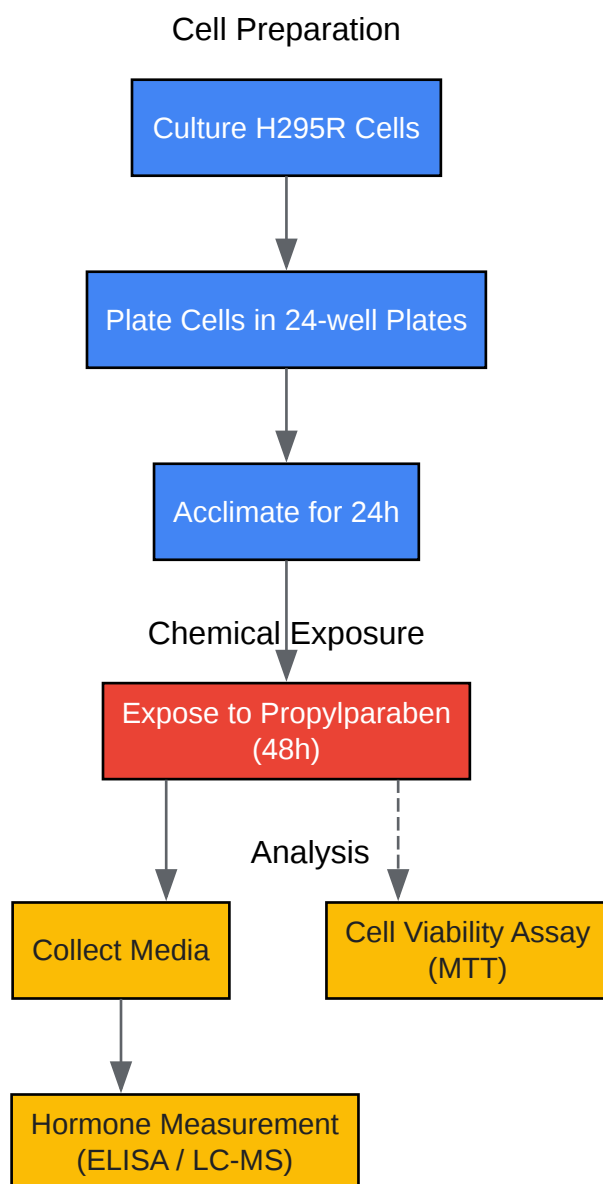 Cell Preparation
Culture H295R Cells
Plate Cells in 24-well Plates
Acclimate for 24h
Chemical Exposure
Expose to Propylparaben
(48h)
Analysis
Collect Media
Cell Viability Assay
(MTT)
Hormone Measurement
(ELISA / LC-MS)